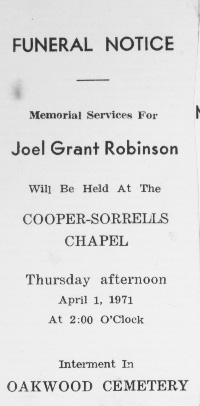 FUNERAL NOTICE
Memorial Services For
Joel Grant Robinson
Will Be Held At The
COOPER-SORRELLS
CHAPEL
Thursday afternoon
April 1, 1971
At 2:00 O'Clock
Interment In
OAKWOOD CEMETERY